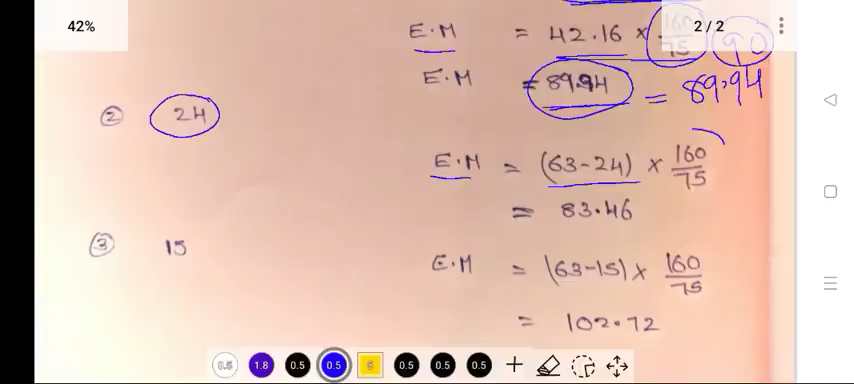 42%
2/2
E.M = 42.16 × 160/75
90
E.M = 89.94 = 89.94
② 24
E.M = (63-24) × 160/75
= 83.46
③ 15
E.M = (63-15) × 160/75
= 102.72
0.5 1.8 0.5 0.5 5 0.5 0.5 0.5